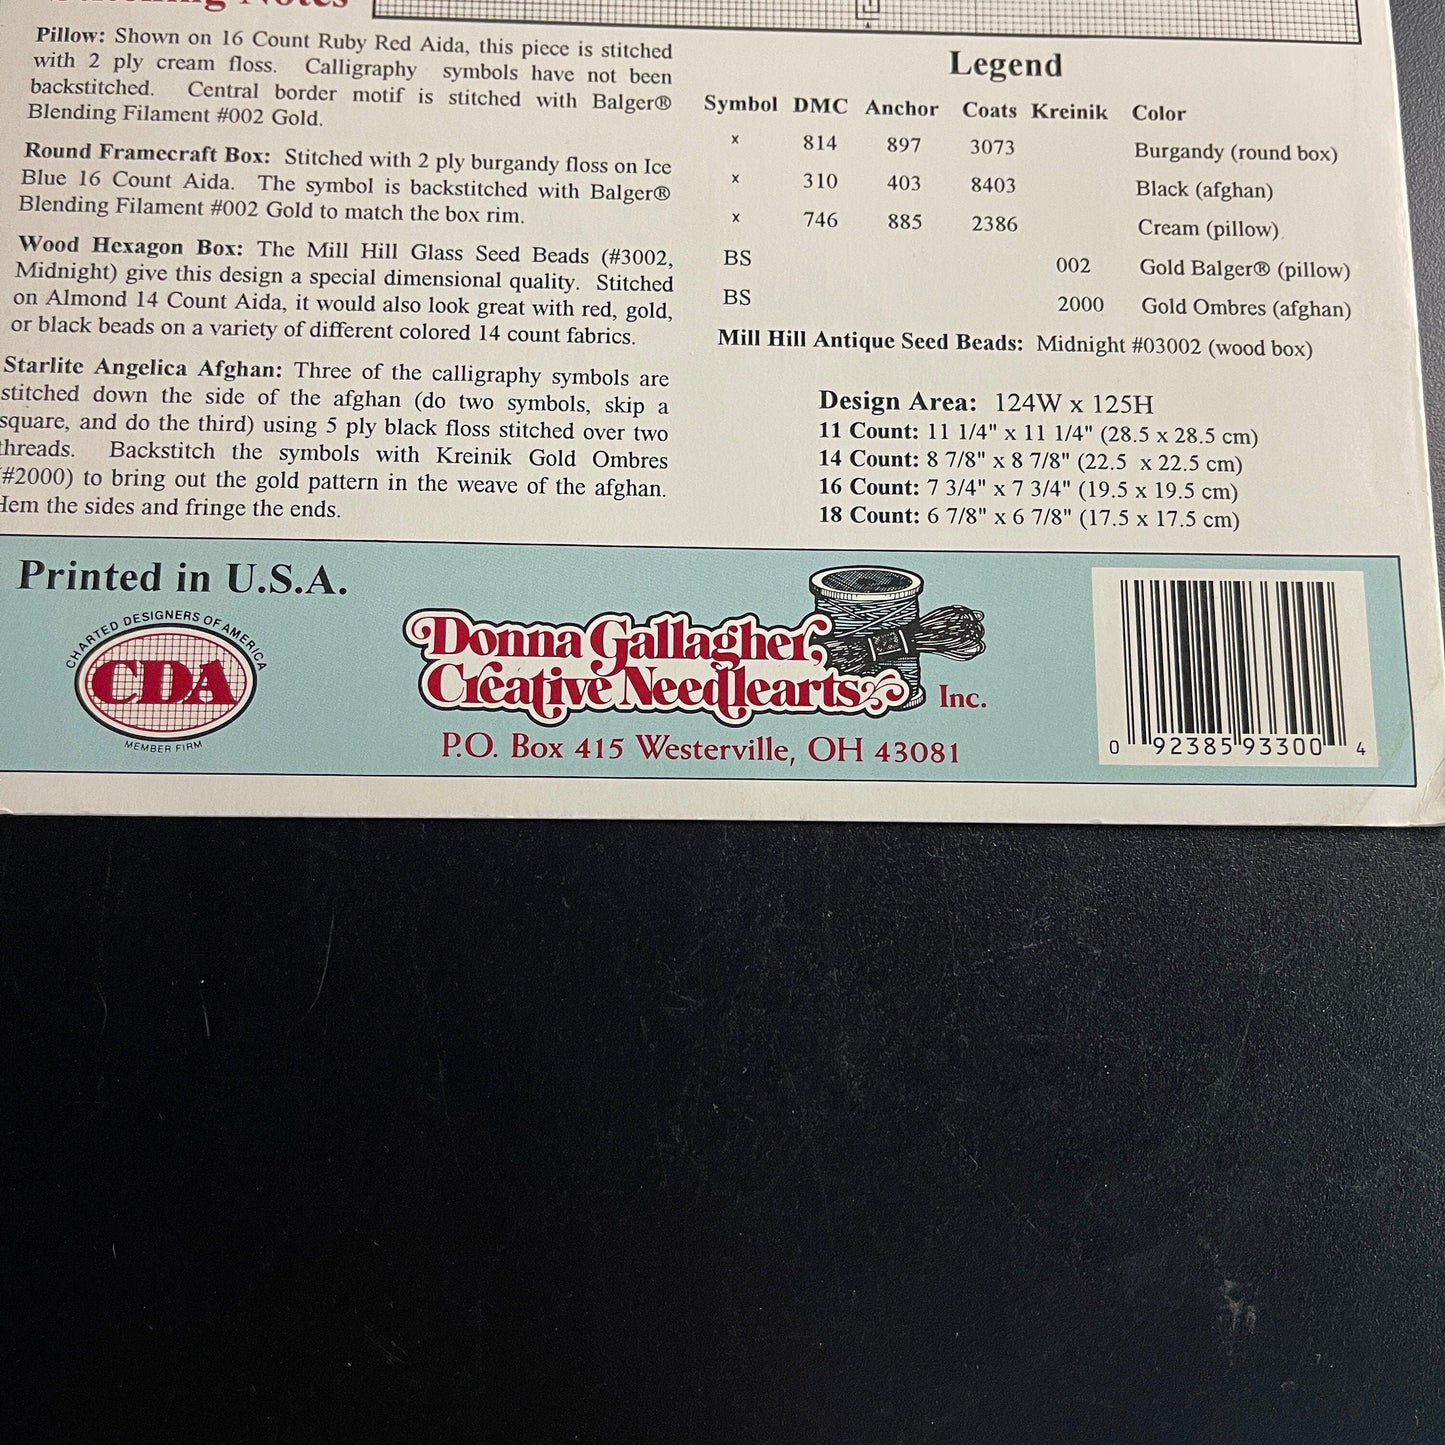 Notes
Pillow: Shown on 16 Count Ruby Red Aida, this piece is stitched
with 2 ply cream floss. Calligraphy symbols have not been
backstitched. Central border motif is stitched with Balger®
Blending Filament #002 Gold.
Round Framecraft Box: Stitched with 2 ply burgandy floss on Ice
Blue 16 Count Aida. The symbol is backstitched with Balger®
Blending Filament #002 Gold to match the box rim.
Wood Hexagon Box: The Mill Hill Glass Seed Beads (#3002,
Midnight) give this design a special dimensional quality. Stitched
on Almond 14 Count Aida, it would also look great with red, gold,
or black beads on a variety of different colored 14 count fabrics.
Starlite Angelica Afghan: Three of the calligraphy symbols are
stitched down the side of the afghan (do two symbols, skip a
square, and do the third) using 5 ply black floss stitched over two
threads. Backstitch the symbols with Kreinik Gold Ombres
(#2000) to bring out the gold pattern in the weave of the afghan.
Hem the sides and fringe the ends.
Legend
Symbol DMC Anchor Coats Kreinik Color
x 814 897 3073 Burgandy (round box)
x 310 403 8403 Black (afghan)
x 746 885 2386 Cream (pillow)
BS 002 Gold Balger® (pillow)
BS 2000 Gold Ombres (afghan)
Mill Hill Antique Seed Beads: Midnight #03002 (wood box)
Design Area: 124W x 125H
11 Count: 11 1/4" x 11 1/4" (28.5 x 28.5 cm)
14 Count: 8 7/8" x 8 7/8" (22.5 x 22.5 cm)
16 Count: 7 3/4" x 7 3/4" (19.5 x 19.5 cm)
18 Count: 6 7/8" x 6 7/8" (17.5 x 17.5 cm)
Printed in U.S.A.
CHARTED DESIGNERS OF AMERICA
CDA
MEMBER FIRM
Donna Gallagher,
Creative Needlearts
Inc.
P.O. Box 415 Westerville, OH 43081
0 92385 93300 4